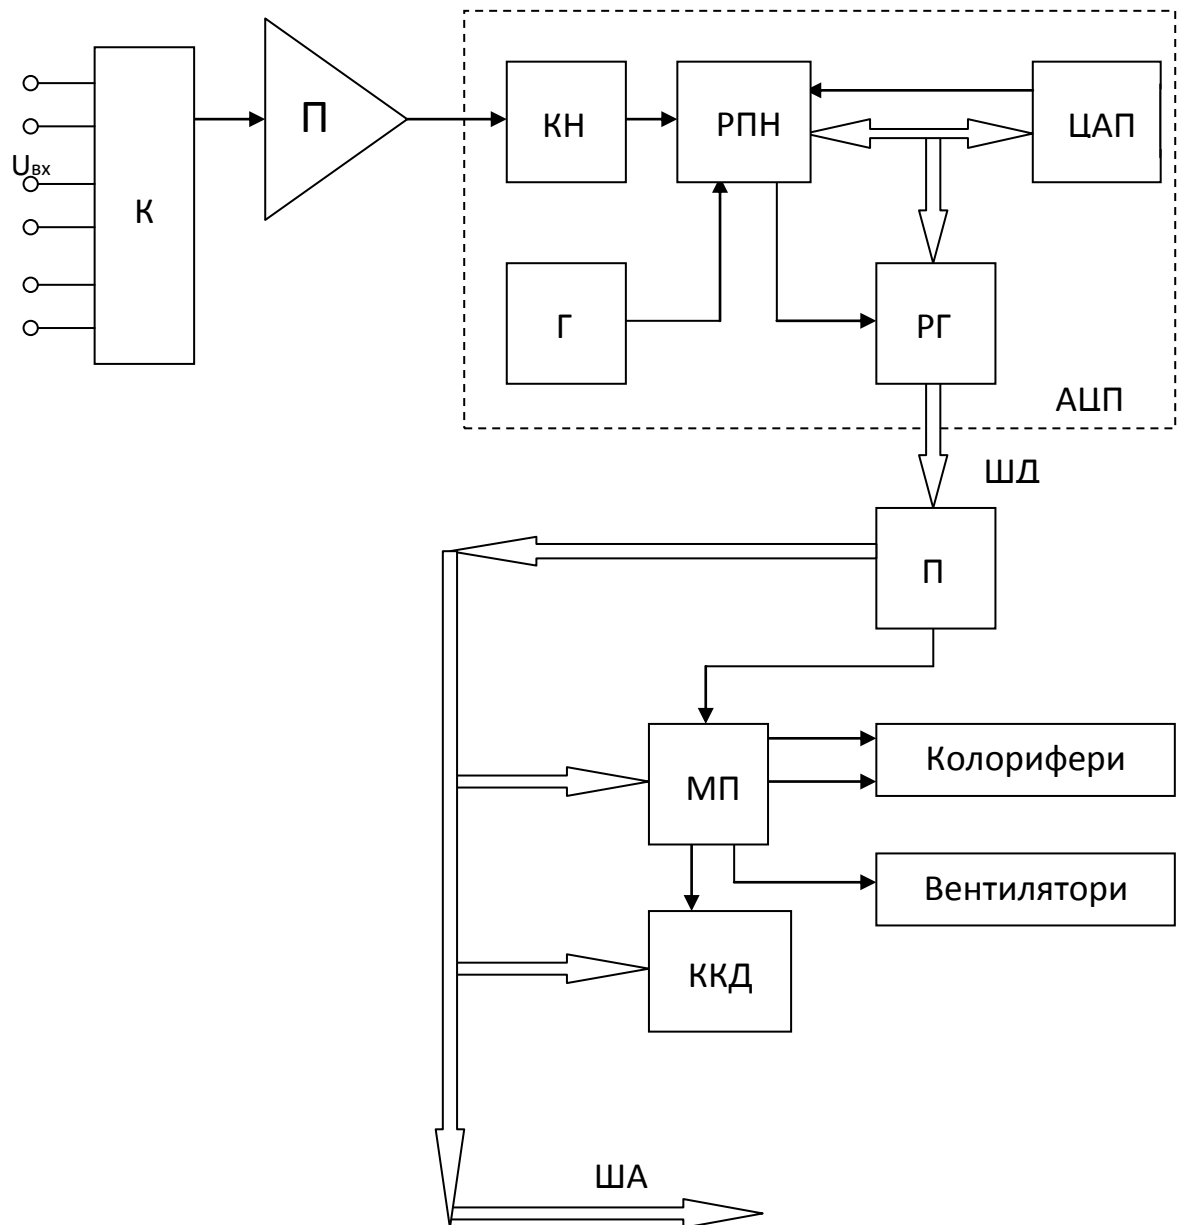 Uвх
К
П
КН
РПН
ЦАП
Г
РГ
АЦП
ШД
П
МП
Колорифери
Вентилятори
ККД
ША